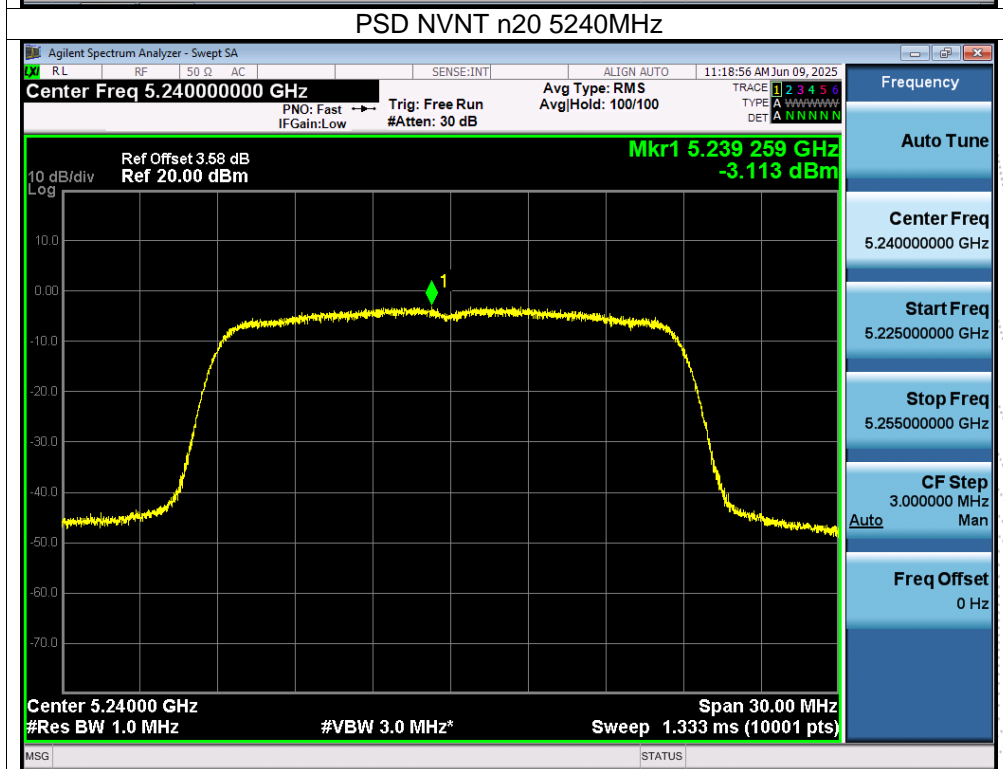 PSD NVNT n20 5240MHz
Agilent Spectrum Analyzer - Swept SA
LXI RL RF 50 Ω AC SENSE:INT ALIGN AUTO 11:18:56 AM Jun 09, 2025
Center Freq 5.240000000 GHz
PNO: Fast
IFGain:Low
Trig: Free Run
#Atten: 30 dB
Avg Type: RMS
Avg|Hold: 100/100
TRACE 1 2 3 4 5 6
TYPE A WWWWW
DET A N N N N N
Ref Offset 3.58 dB
Ref 20.00 dBm
10 dB/div
Log
Mkr1 5.239 259 GHz
-3.113 dBm
10.0
0.00
-10.0
-20.0
-30.0
-40.0
-50.0
-60.0
-70.0
1
Center 5.24000 GHz
#Res BW 1.0 MHz
#VBW 3.0 MHz*
Span 30.00 MHz
Sweep 1.333 ms (10001 pts)
MSG
STATUS
Frequency
Auto Tune
Center Freq
5.240000000 GHz
Start Freq
5.225000000 GHz
Stop Freq
5.255000000 GHz
CF Step
3.000000 MHz
Auto Man
Freq Offset
0 Hz